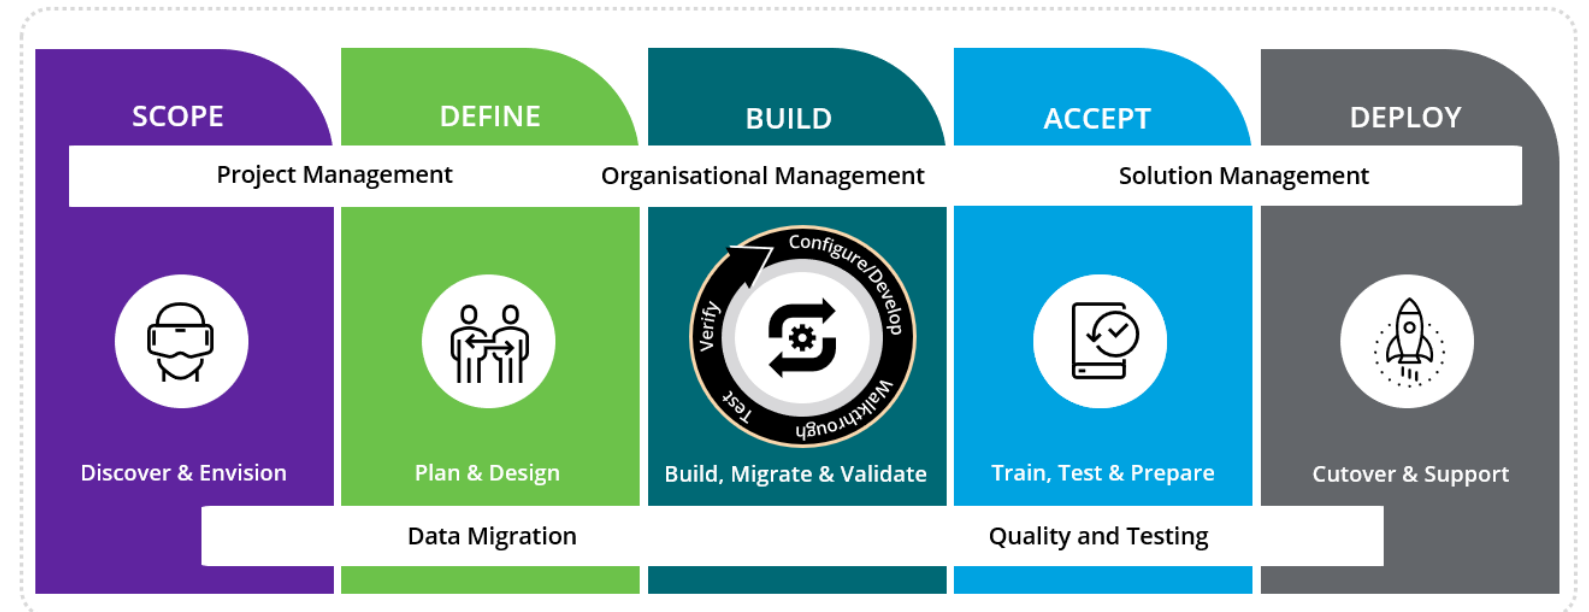 SCOPE
DEFINE
BUILD
ACCEPT
DEPLOY
Project Management
Organisational Management
Solution Management
Configure/Develop
Walkthrough
Test
Verify
Discover & Envision
Plan & Design
Build, Migrate & Validate
Train, Test & Prepare
Cutover & Support
Data Migration
Quality and Testing